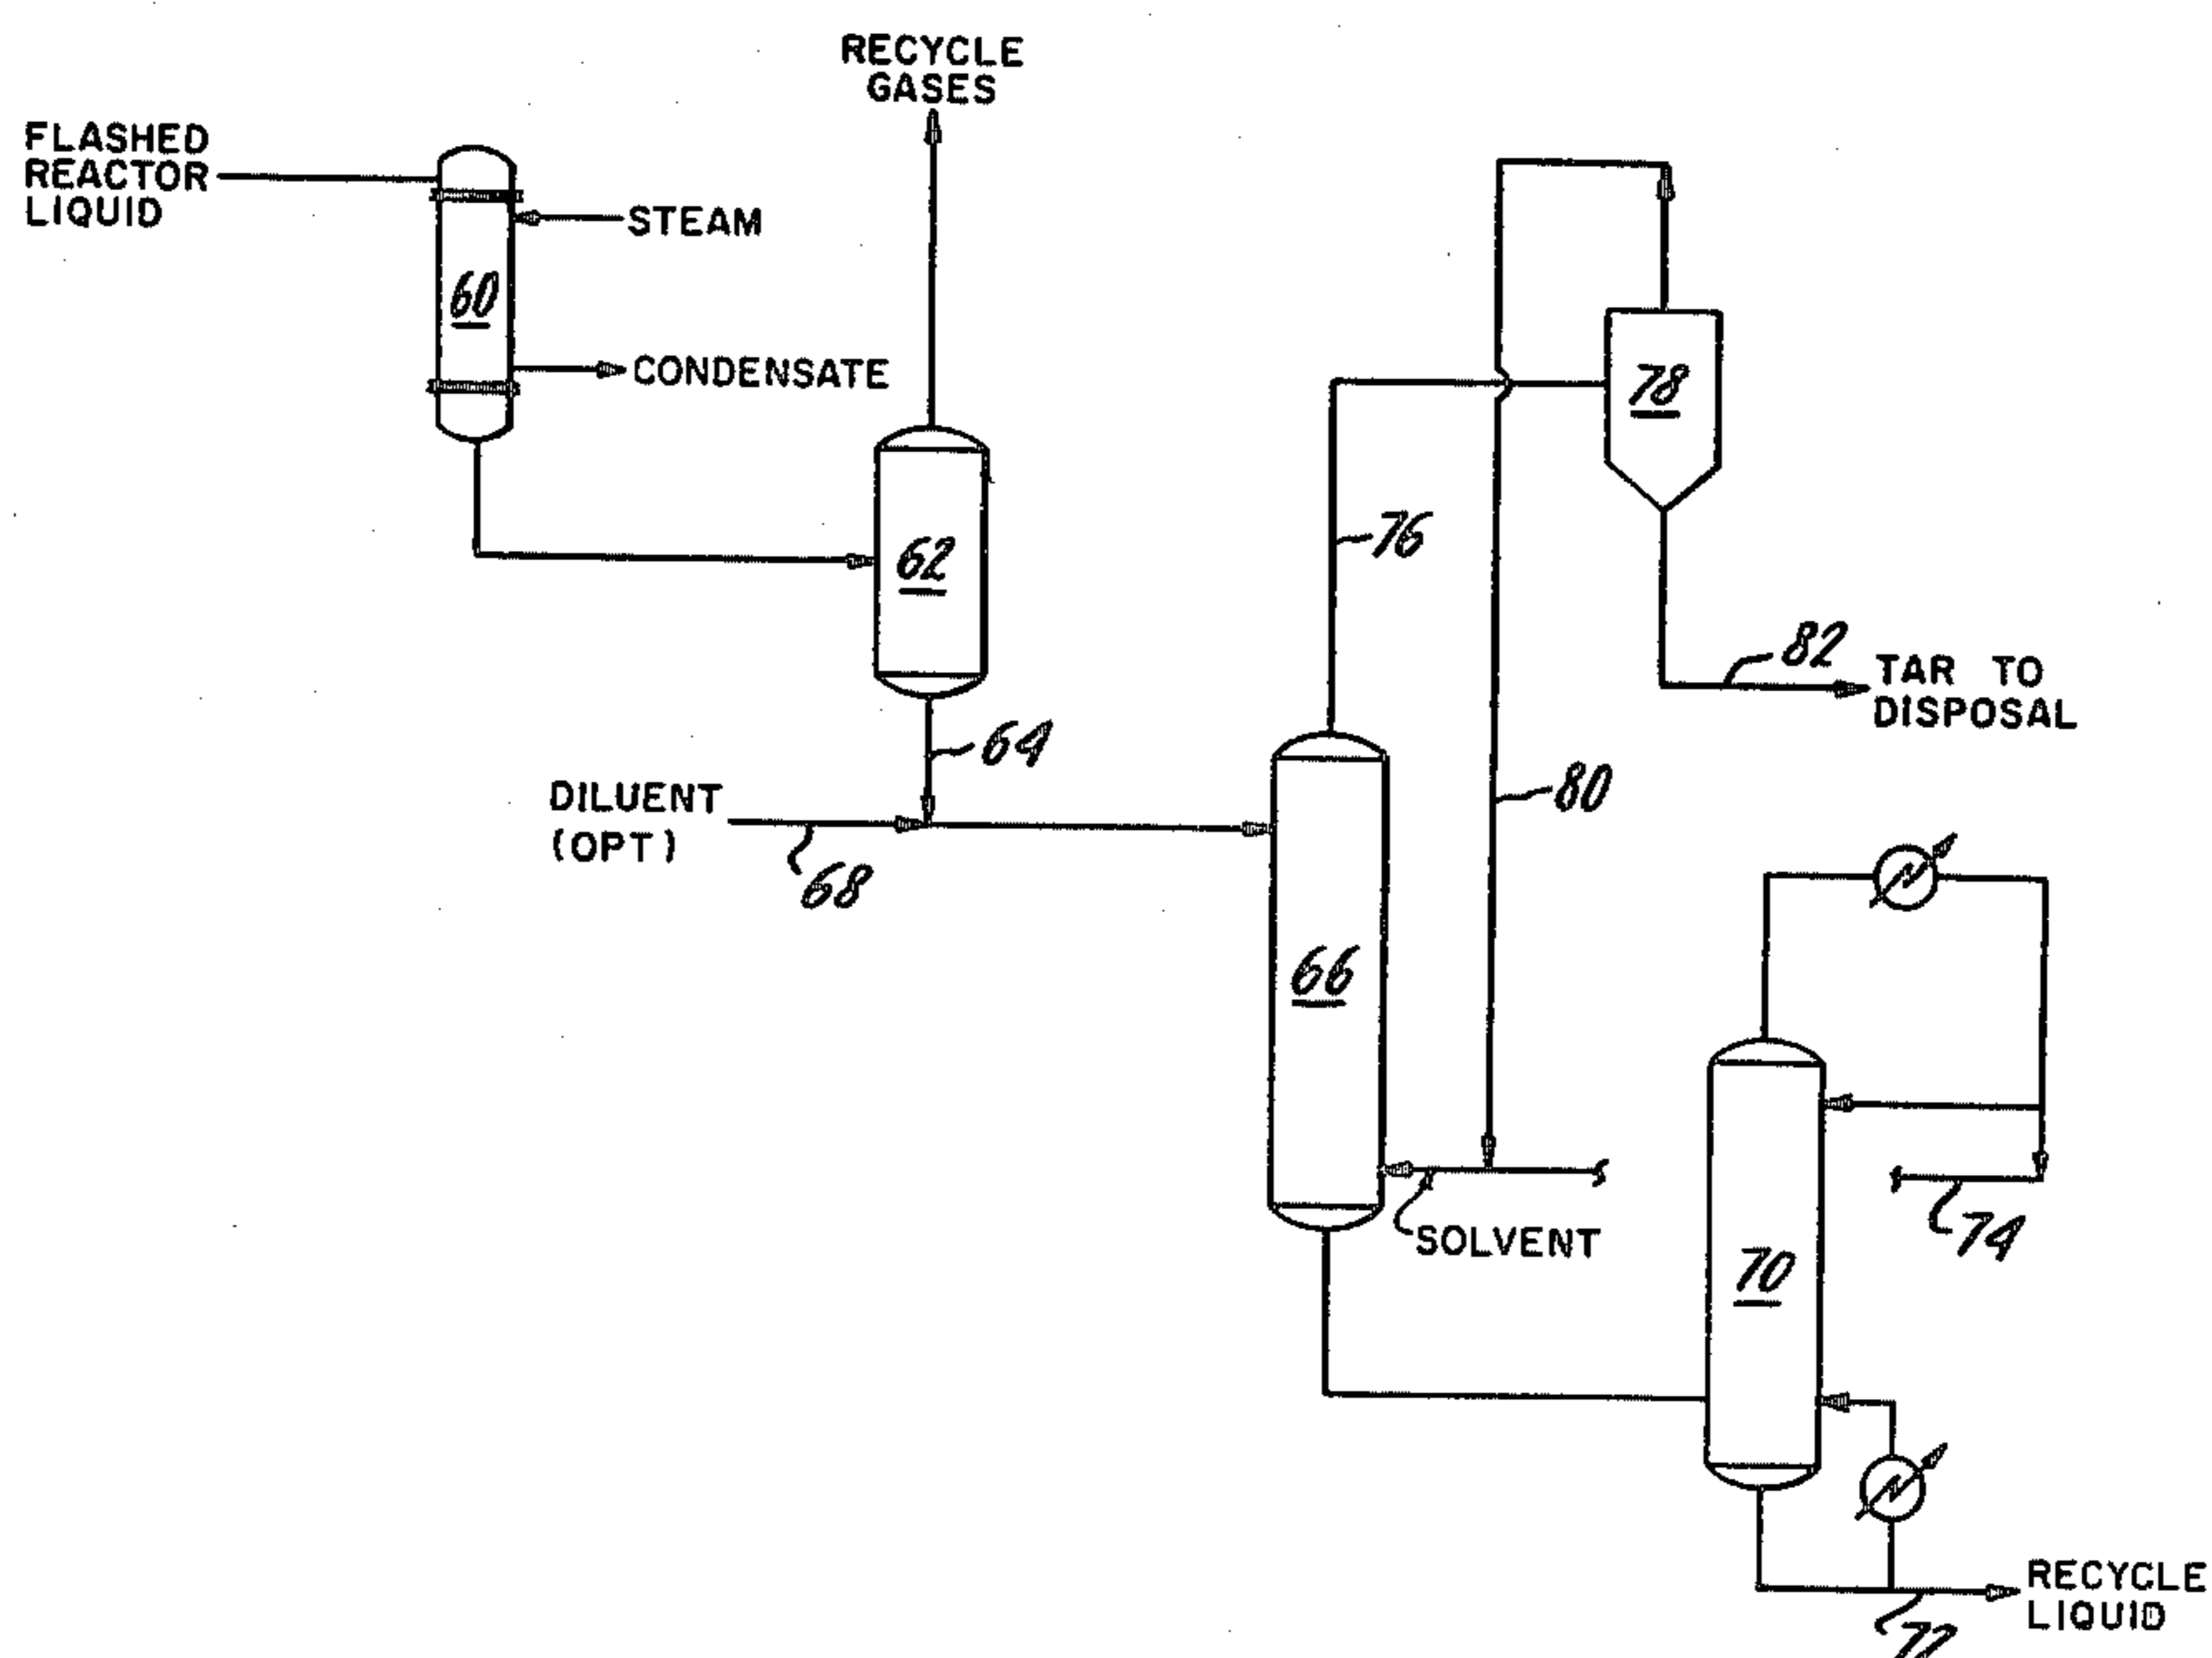 RECYCLE
GASES
FLASHED
REACTOR
LIQUID
STEAM
60
CONDENSATE
78
76
62
82
TAR TO
DISPOSAL
64
DILUENT
(OPT)
80
68
66
SOLVENT
74
70
RECYCLE
LIQUID
72